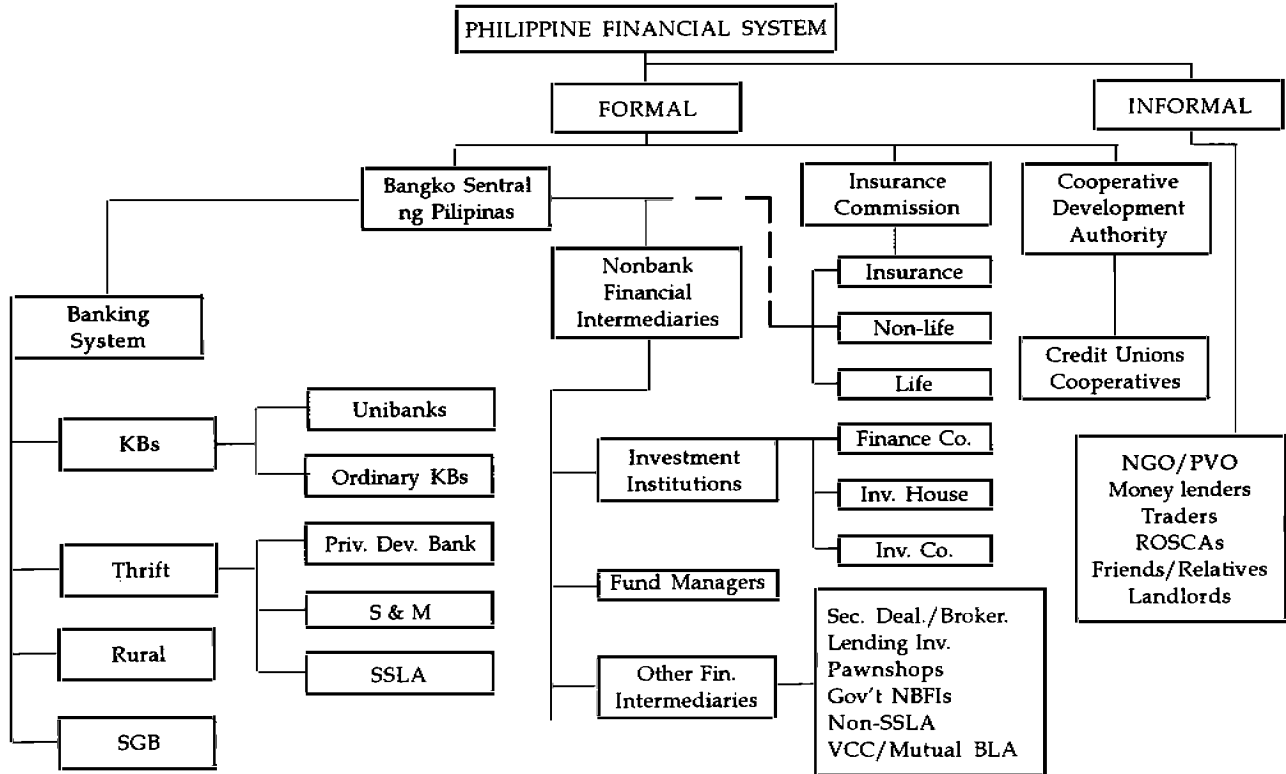 PHILIPPINE FINANCIAL SYSTEM
FORMAL
INFORMAL
Bangko Sentral
ng Pilipinas
Insurance
Commission
Cooperative
Development
Authority
Nonbank
Financial
Intermediaries
Banking
System
Insurance
Non-life
Life
Credit Unions
Cooperatives
KBs
Unibanks
Ordinary KBs
Thrift
Priv. Dev. Bank
S & M
SSLA
Rural
SGB
Investment
Institutions
Finance Co.
Inv. House
Inv. Co.
Fund Managers
Other Fin.
Intermediaries
Sec. Deal./Broker.
Lending Inv.
Pawnshops
Gov't NBFIs
Non-SSLA
VCC/Mutual BLA
NGO/PVO
Money lenders
Traders
ROSCAs
Friends/Relatives
Landlords